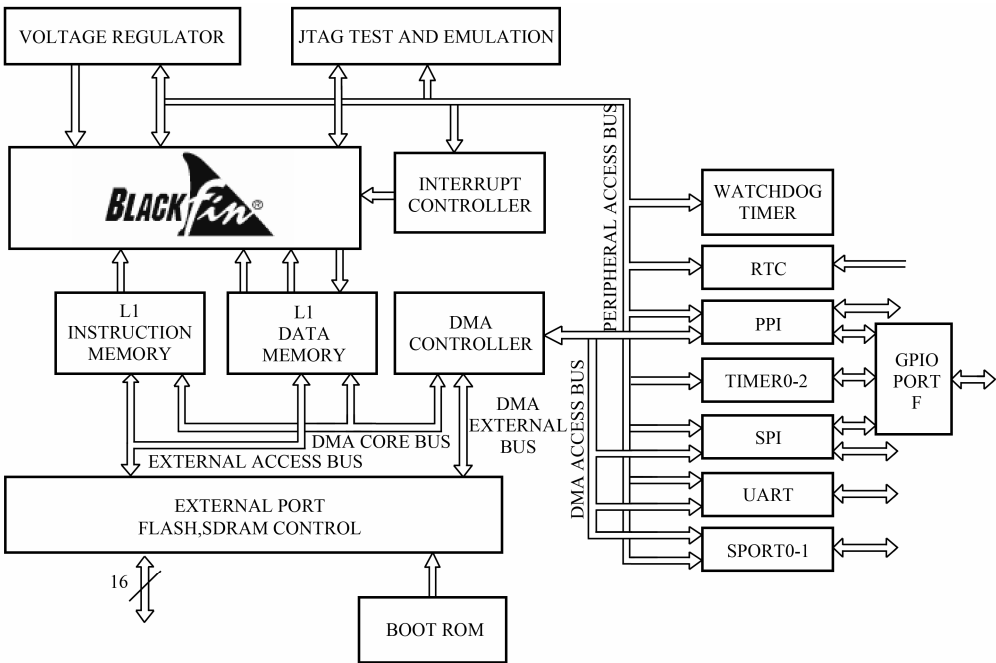 VOLTAGE REGULATOR
JTAG TEST AND EMULATION
PERIPHERAL ACCESS BUS
BLACKfin®
INTERRUPT
CONTROLLER
WATCHDOG
TIMER
RTC
L1
INSTRUCTION
MEMORY
L1
DATA
MEMORY
DMA
CONTROLLER
PPI
GPIO
PORT
F
TIMER0-2
DMA ACCESS BUS
DMA
EXTERNAL
BUS
DMA CORE BUS
EXTERNAL ACCESS BUS
SPI
UART
SPORT0-1
EXTERNAL PORT
FLASH,SDRAM CONTROL
16
BOOT ROM